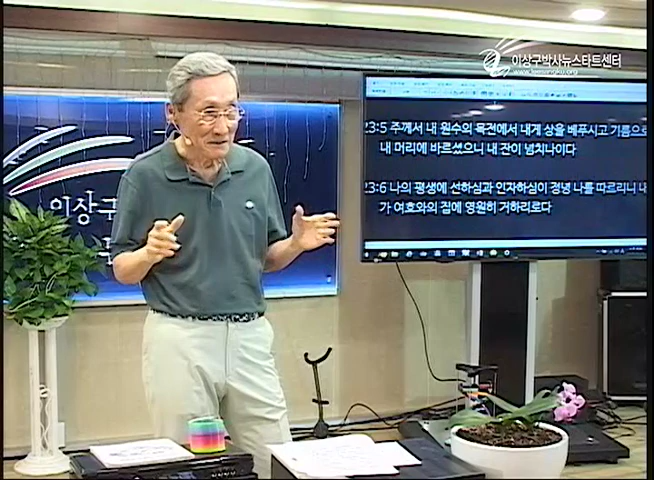 이상구박사뉴스타트센터
www.leesangku.org
23:5 주께서 내 원수의 목전에서 내게 상을 베푸시고 기름으로
내 머리에 바르셨으니 내 잔이 넘치나이다
23:6 나의 평생에 선하심과 인자하심이 정녕 나를 따르리니 내
가 여호와의 집에 영원히 거하리로다
이상구